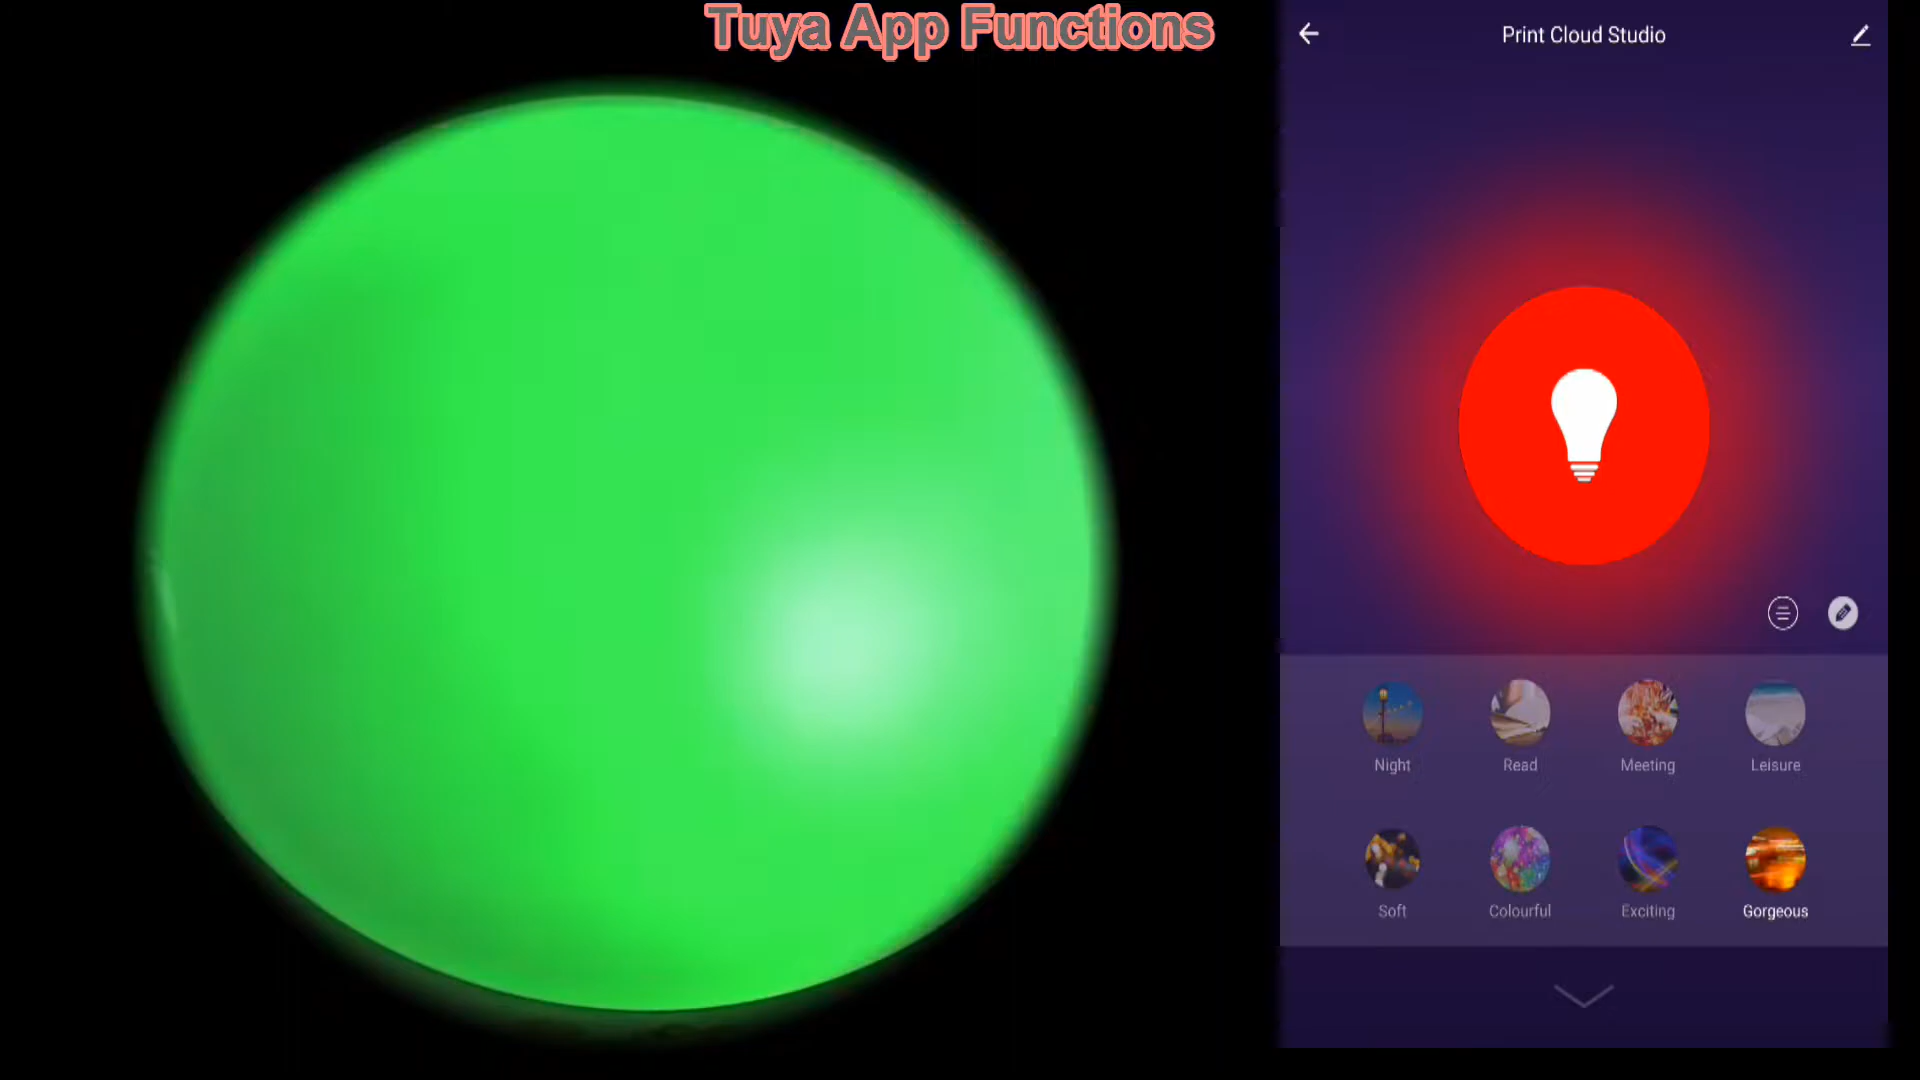 Tuya App Functions
Print Cloud Studio
Night Read Meeting Leisure
Soft Colourful Exciting Gorgeous